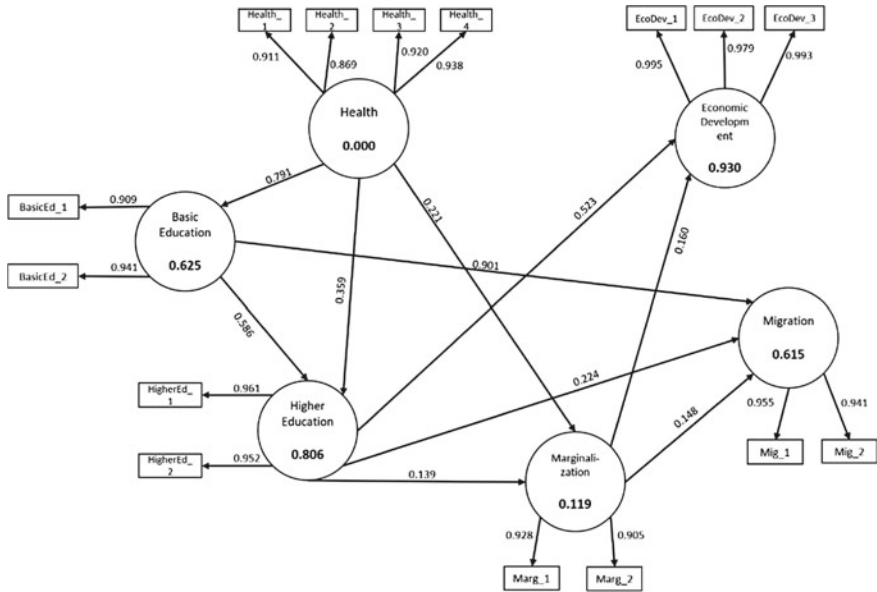 Health_
1
Health_
2
Health_
3
Health_
4
EcoDev_1
EcoDev_2
EcoDev_3
0.911
0.869
0.920
0.938
0.995
0.979
0.993
Health
0.000
Economic
Developm
ent
0.930
0.791
0.221
0.523
0.160
BasicEd_1
0.909
Basic
Education
0.625
BasicEd_2
0.941
0.901
0.359
0.586
Migration
0.615
HigherEd_
1
0.961
Higher
Education
0.806
HigherEd_
2
0.952
0.224
0.148
0.139
0.955
0.941
Mig_1
Mig_2
Marginali-
zation
0.119
0.928
0.905
Marg_1
Marg_2